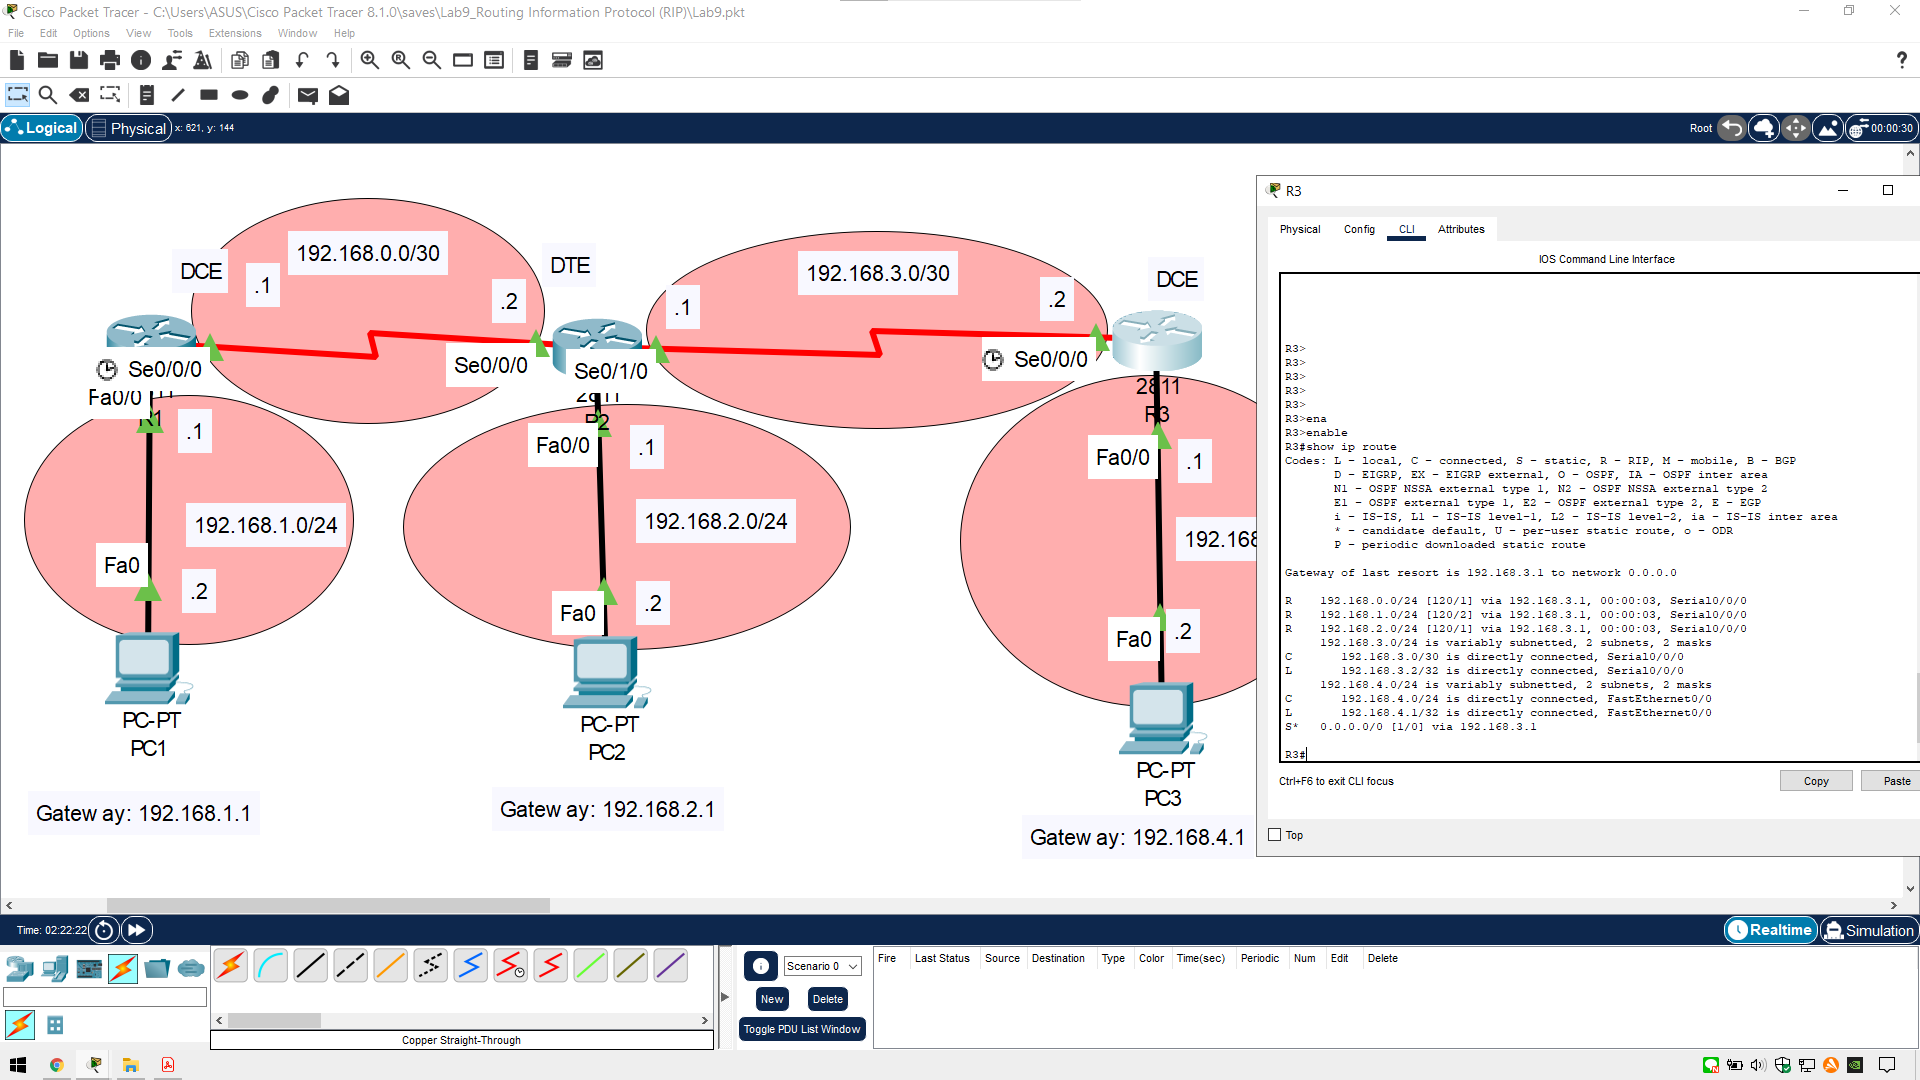 Cisco Packet Tracer - C:\Users\ASUS\Cisco Packet Tracer 8.1.0\saves\Lab9_Routing Information Protocol (RIP)\Lab9.pkt
File Edit Options View Tools Extensions Window Help
Logical Physical x: 621, y: 144 Root 00:00:30
192.168.0.0/30
DCE
.1
.2
DTE
192.168.3.0/30
.1
.2
DCE
Se0/0/0
Fa0/0
R1
Se0/0/0
Se0/1/0
2811
R2
Se0/0/0
2811
R3
.1
Fa0/0
.1
Fa0/0
.1
192.168.1.0/24
192.168.2.0/24
192.168
Fa0
.2
Fa0
.2
Fa0
.2
PC-PT
PC1
PC-PT
PC2
PC-PT
PC3
Gatew ay: 192.168.1.1
Gatew ay: 192.168.2.1
Gatew ay: 192.168.4.1
R3
Physical Config CLI Attributes
IOS Command Line Interface
R3>
R3>
R3>
R3>
R3>
R3>ena
R3>enable
R3#show ip route
Codes: L - local, C - connected, S - static, R - RIP, M - mobile, B - BGP
D - EIGRP, EX - EIGRP external, O - OSPF, IA - OSPF inter area
N1 - OSPF NSSA external type 1, N2 - OSPF NSSA external type 2
E1 - OSPF external type 1, E2 - OSPF external type 2, E - EGP
i - IS-IS, L1 - IS-IS level-1, L2 - IS-IS level-2, ia - IS-IS inter area
* - candidate default, U - per-user static route, o - ODR
P - periodic downloaded static route
Gateway of last resort is 192.168.3.1 to network 0.0.0.0
R 192.168.0.0/24 [120/1] via 192.168.3.1, 00:00:03, Serial0/0/0
R 192.168.1.0/24 [120/2] via 192.168.3.1, 00:00:03, Serial0/0/0
R 192.168.2.0/24 [120/1] via 192.168.3.1, 00:00:03, Serial0/0/0
192.168.3.0/24 is variably subnetted, 2 subnets, 2 masks
C 192.168.3.0/30 is directly connected, Serial0/0/0
L 192.168.3.2/32 is directly connected, Serial0/0/0
192.168.4.0/24 is variably subnetted, 2 subnets, 2 masks
C 192.168.4.0/24 is directly connected, FastEthernet0/0
L 192.168.4.1/32 is directly connected, FastEthernet0/0
S* 0.0.0.0/0 [1/0] via 192.168.3.1
R3#
Ctrl+F6 to exit CLI focus Copy Paste
Top
Time: 02:22:22 Realtime Simulation
Scenario 0
New Delete
Toggle PDU List Window
Fire Last Status Source Destination Type Color Time(sec) Periodic Num Edit Delete
Copper Straight-Through